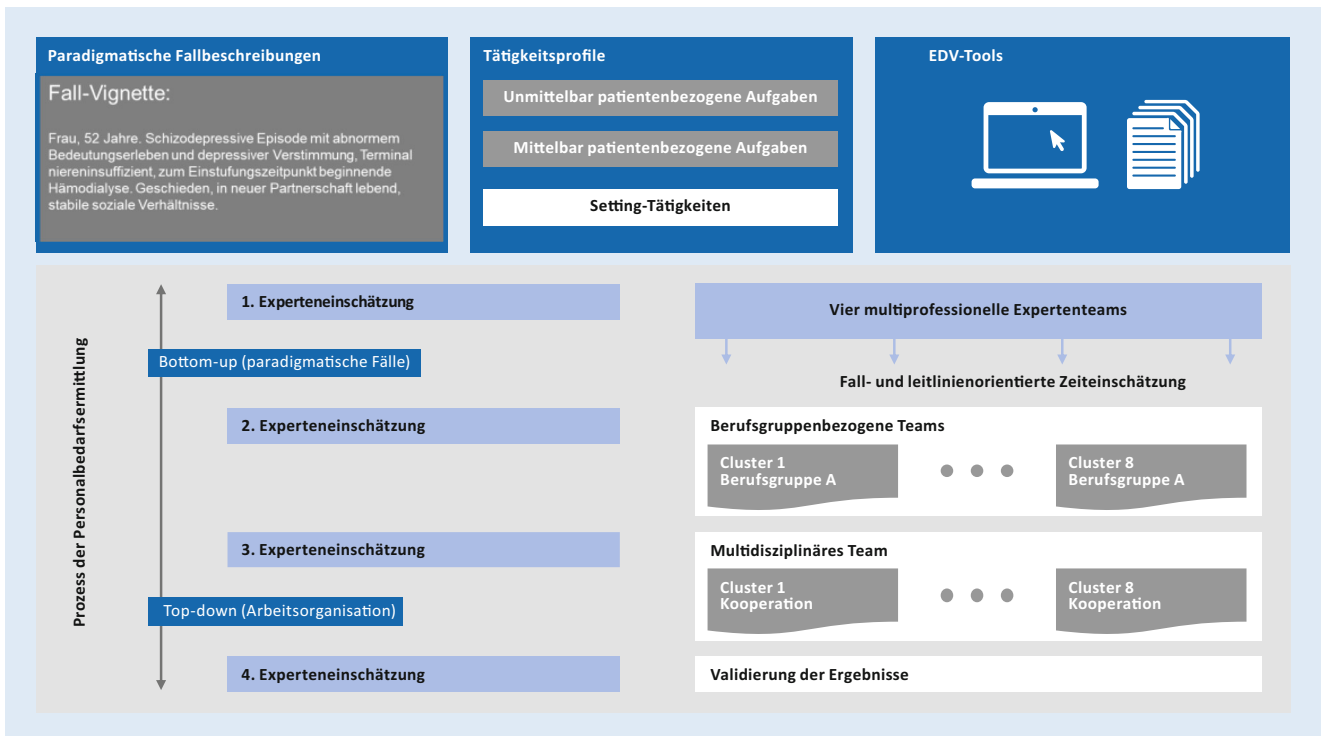 Paradigmatische Fallbeschreibungen
Fall-Vignette:
Frau, 52 Jahre. Schizodepressive Episode mit abnormem
Bedeutungserleben und depressiver Verstimmung, Terminal
niereninsuffizient, zum Einstufungszeitpunkt beginnende
Hämodialyse. Geschieden, in neuer Partnerschaft lebend,
stabile soziale Verhältnisse.
Tätigkeitsprofile
Unmittelbar patientenbezogene Aufgaben
Mittelbar patientenbezogene Aufgaben
Setting-Tätigkeiten
EDV-Tools
Prozess der Personalbedarfsermittlung
1. Experteneinschätzung
Bottom-up (paradigmatische Fälle)
2. Experteneinschätzung
3. Experteneinschätzung
Top-down (Arbeitsorganisation)
4. Experteneinschätzung
Vier multiprofessionelle Expertenteams
Fall- und leitlinienorientierte Zeiteinschätzung
Berufsgruppenbezogene Teams
Cluster 1
Berufsgruppe A
Cluster 8
Berufsgruppe A
Multidisziplinäres Team
Cluster 1
Kooperation
Cluster 8
Kooperation
Validierung der Ergebnisse